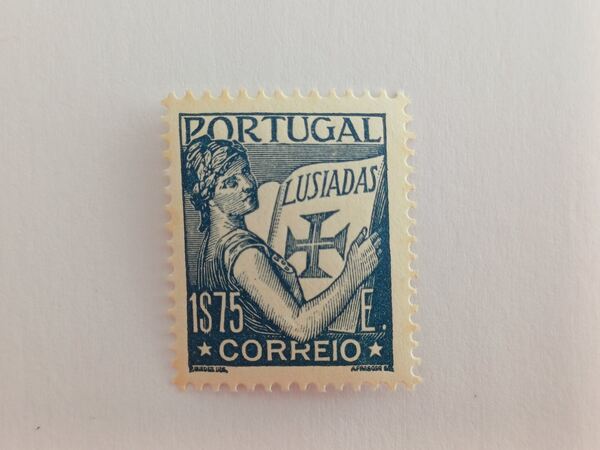 PORTUGAL
LUSIADAS
1$75 E.
★ CORREIO ★